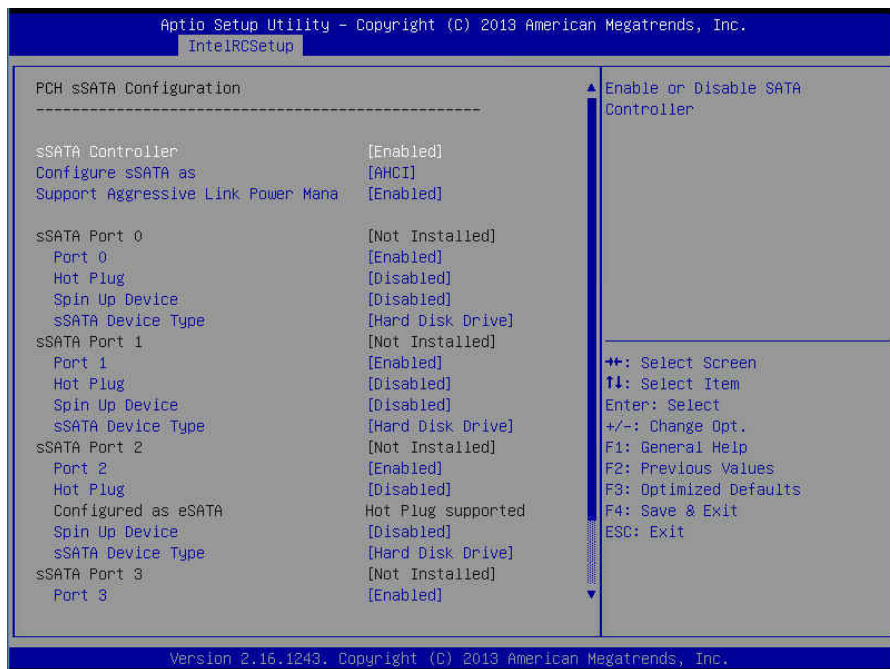 Aptio Setup Utility – Copyright (C) 2013 American Megatrends, Inc.
IntelRCSetup
PCH sSATA Configuration
--------------------------------------------------
sSATA Controller [Enabled]
Configure sSATA as [AHCI]
Support Aggressive Link Power Mana [Enabled]
sSATA Port 0 [Not Installed]
Port 0 [Enabled]
Hot Plug [Disabled]
Spin Up Device [Disabled]
sSATA Device Type [Hard Disk Drive]
sSATA Port 1 [Not Installed]
Port 1 [Enabled]
Hot Plug [Disabled]
Spin Up Device [Disabled]
sSATA Device Type [Hard Disk Drive]
sSATA Port 2 [Not Installed]
Port 2 [Enabled]
Hot Plug [Disabled]
Configured as eSATA Hot Plug supported
Spin Up Device [Disabled]
sSATA Device Type [Hard Disk Drive]
sSATA Port 3 [Not Installed]
Port 3 [Enabled]
Enable or Disable SATA
Controller
→←: Select Screen
↑↓: Select Item
Enter: Select
+/-: Change Opt.
F1: General Help
F2: Previous Values
F3: Optimized Defaults
F4: Save & Exit
ESC: Exit
Version 2.16.1243. Copyright (C) 2013 American Megatrends, Inc.